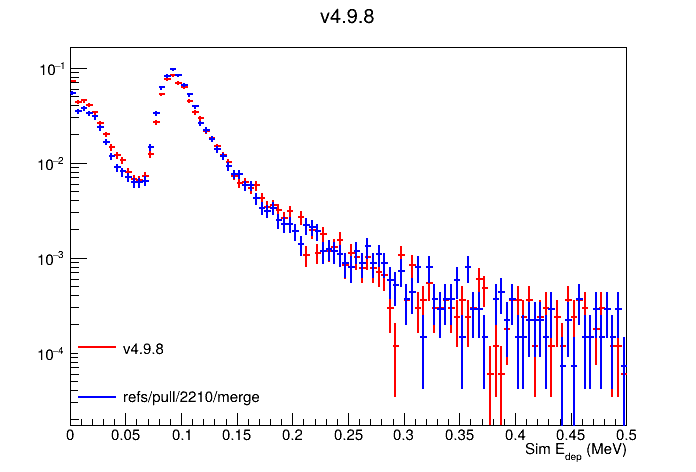 v4.9.8
10⁻¹
10⁻²
10⁻³
10⁻⁴
v4.9.8
refs/pull/2210/merge
0 0.05 0.1 0.15 0.2 0.25 0.3 0.35 0.4 0.45 0.5
Sim E_dep (MeV)